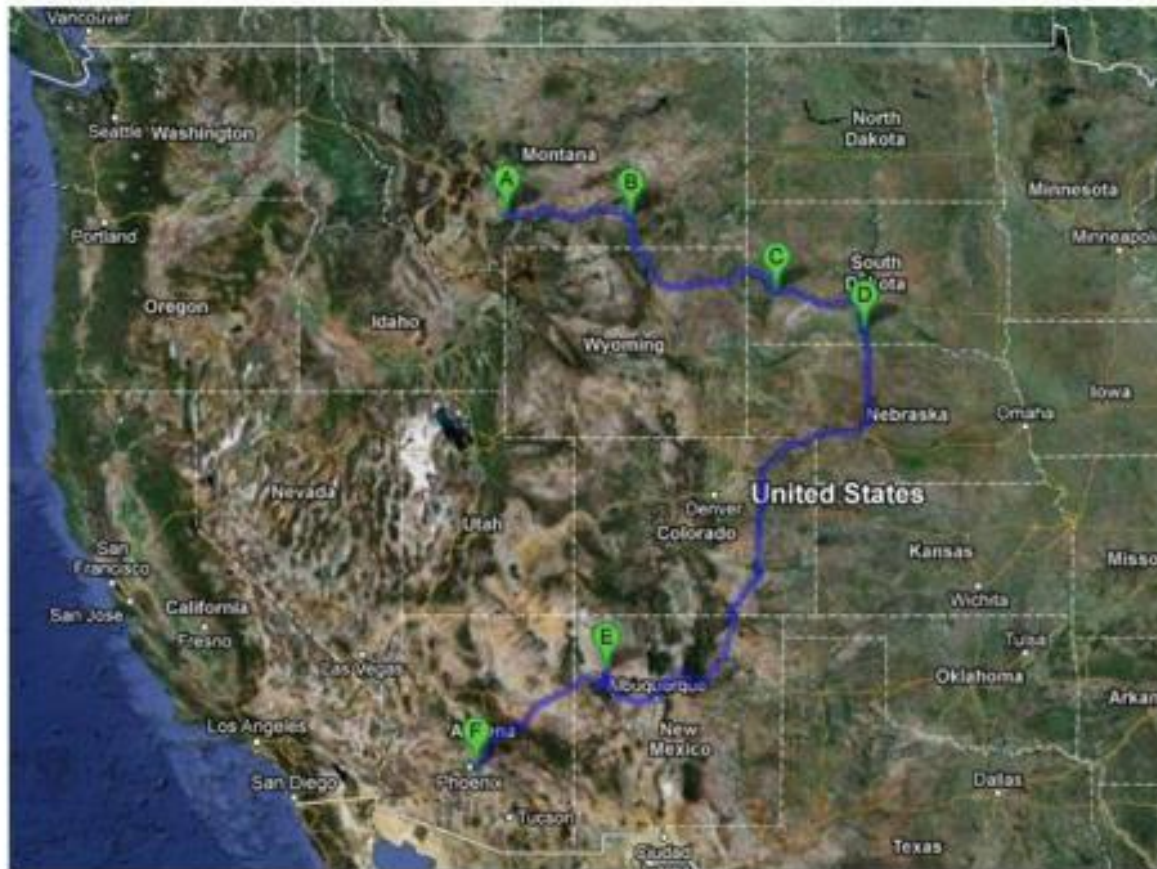 Vancouver
Seattle
Washington
Montana
North
Dakota
A
B
Minnesota
Portland
Minneapol
C
South
Dakota
D
Oregon
Idaho
Wyoming
Iowa
Nebraska
Omaha
Nevada
United States
Denver
Utah
Colorado
Kansas
San
Francisco
Misso
San Jose
California
Wichita
Fresno
E
Tulsa
Las Vegas
Oklahoma
Albuquerque
Arkan
Los Angeles
F
Arizona
New
Mexico
Phoenix
San Diego
Dallas
Tucson
Ciudad
Texas